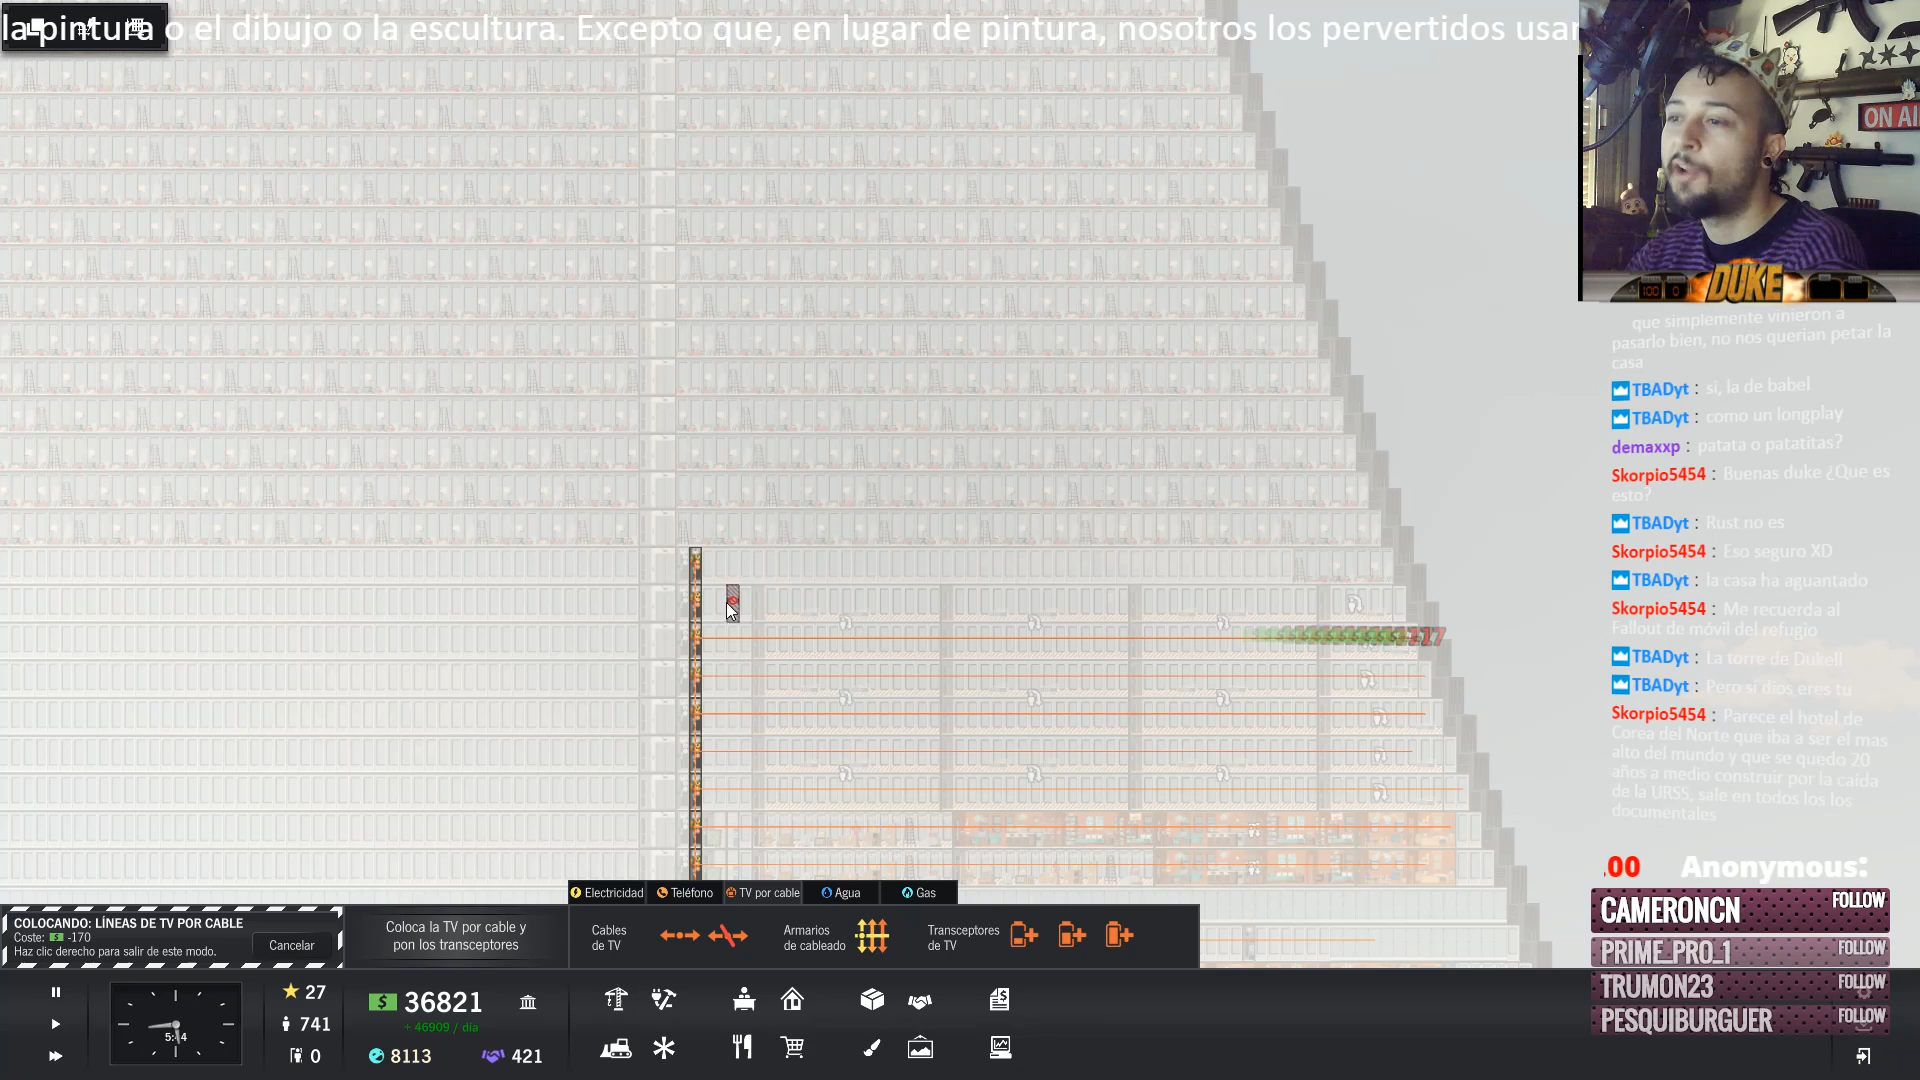 la pintura o el dibujo o la escultura. Excepto que, en lugar de pintura, nosotros los pervertidos usar
ON AI
100 0
DUKE
que simplemente vinieron a
pasarlo bien, no nos querian petar la
casa
TBADyt : si, la de babel
TBADyt : como un longplay
demaxxp : patata o patatitas?
Skorpio5454 : Buenas duke ¿Que es
esto?
TBADyt : Rust no es
Skorpio5454 : Eso seguro XD
TBADyt : la casa ha aguantado
Skorpio5454 : Me recuerda al
Fallout de móvil del refugio
TBADyt : La torre de Dukell
TBADyt : Pero si dios eres tu
Skorpio5454 : Parece el hotel de
Corea del Norte que iba a ser el mas
alto del mundo y que se quedo 20
años a medio construir por la caida
de la URSS, sale en todos los los
documentales
.00 Anonymous:
CAMERONCN FOLLOW
PRIME_PRO_1 FOLLOW
TRUMON23 FOLLOW
PESQUIBURGUER FOLLOW
Electricidad Teléfono TV por cable Agua Gas
COLOCANDO: LÍNEAS DE TV POR CABLE
Coste: $ -170
Haz clic derecho para salir de este modo.
Cancelar
Coloca la TV por cable y
pon los transceptores
Cables
de TV
Armarios
de cableado
Transceptores
de TV
27
741
0
$ 36821
+ 46909 / día
8113 421